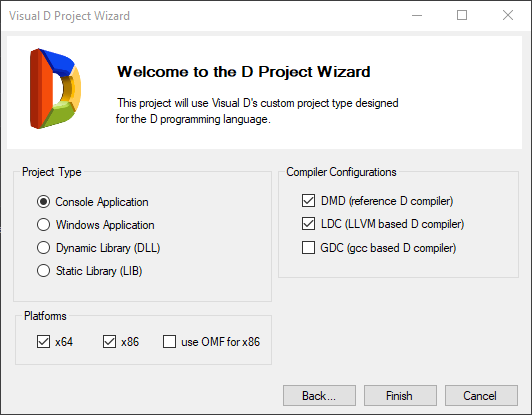 Visual D Project Wizard
Welcome to the D Project Wizard
This project will use Visual D's custom project type designed
for the D programming language.
Project Type
Console Application
Windows Application
Dynamic Library (DLL)
Static Library (LIB)
Compiler Configurations
DMD (reference D compiler)
LDC (LLVM based D compiler)
GDC (gcc based D compiler)
Platforms
x64
x86
use OMF for x86
Back...
Finish
Cancel